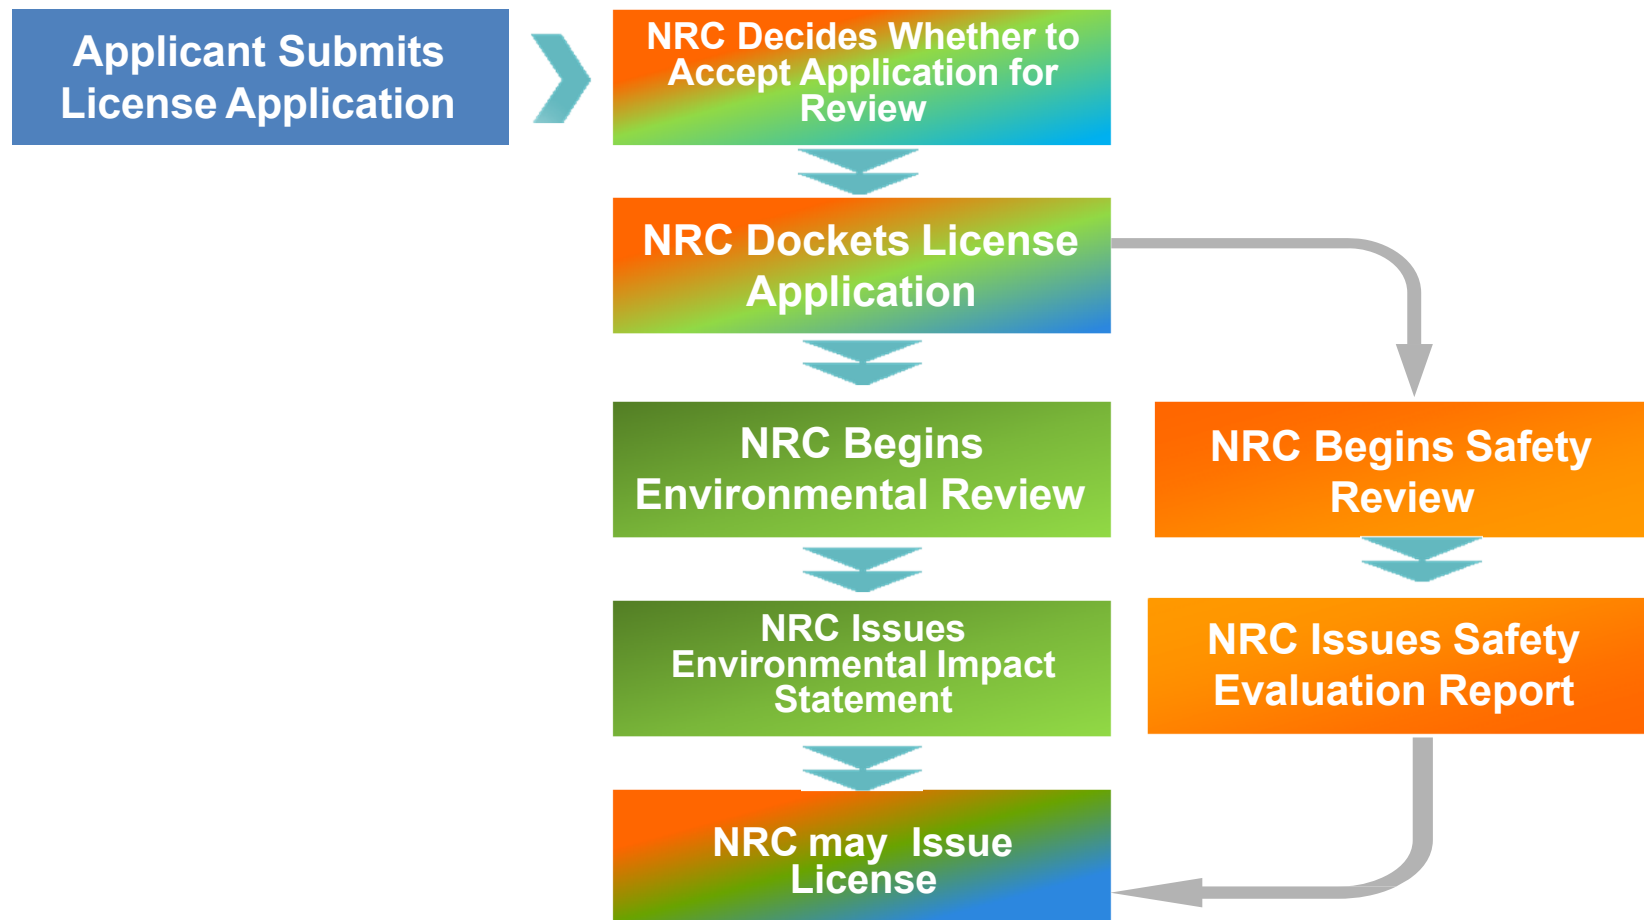 Applicant Submits
License Application
NRC Decides Whether to
Accept Application for
Review
NRC Dockets License
Application
NRC Begins
Environmental Review
NRC Begins Safety
Review
NRC Issues
Environmental Impact
Statement
NRC Issues Safety
Evaluation Report
NRC may  Issue
License